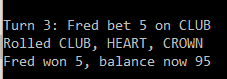 Turn 3: Fred bet 5 on CLUB
Rolled CLUB, HEART, CROWN
Fred won 5, balance now 95